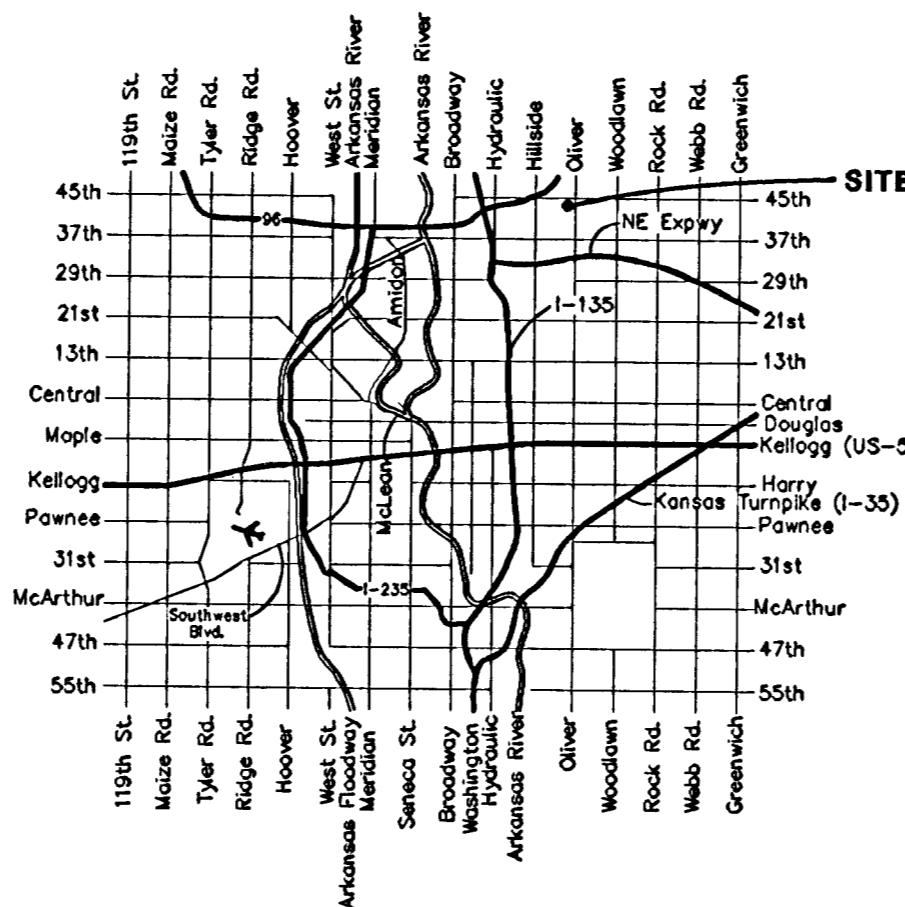 119th St.
Maize Rd.
Tyler Rd.
Ridge Rd.
Hoover
West St.
Arkansas River
Meridian
Arkansas River
Broadway
Hydraulic
Hillside
Oliver
Woodlawn
Rock Rd.
Webb Rd.
Greenwich
SITE
45th
96
45th
NE Expwy
37th
37th
29th
Amidon
29th
I-135
21st
21st
13th
13th
Central
Central
Douglas
Maple
Kellogg (US-5
Kellogg
McLean
Harry
Kansas Turnpike (I-35)
Pawnee
Pawnee
31st
31st
I-235
McArthur
Southwest
Blvd.
McArthur
47th
47th
55th
55th
119th St.
Maize Rd.
Tyler Rd.
Ridge Rd.
Hoover
West St.
Arkansas Floodway
Meridian
Seneca St.
Broadway
Washington
Hydraulic
Arkansas River
Oliver
Woodlawn
Rock Rd.
Webb Rd.
Greenwich